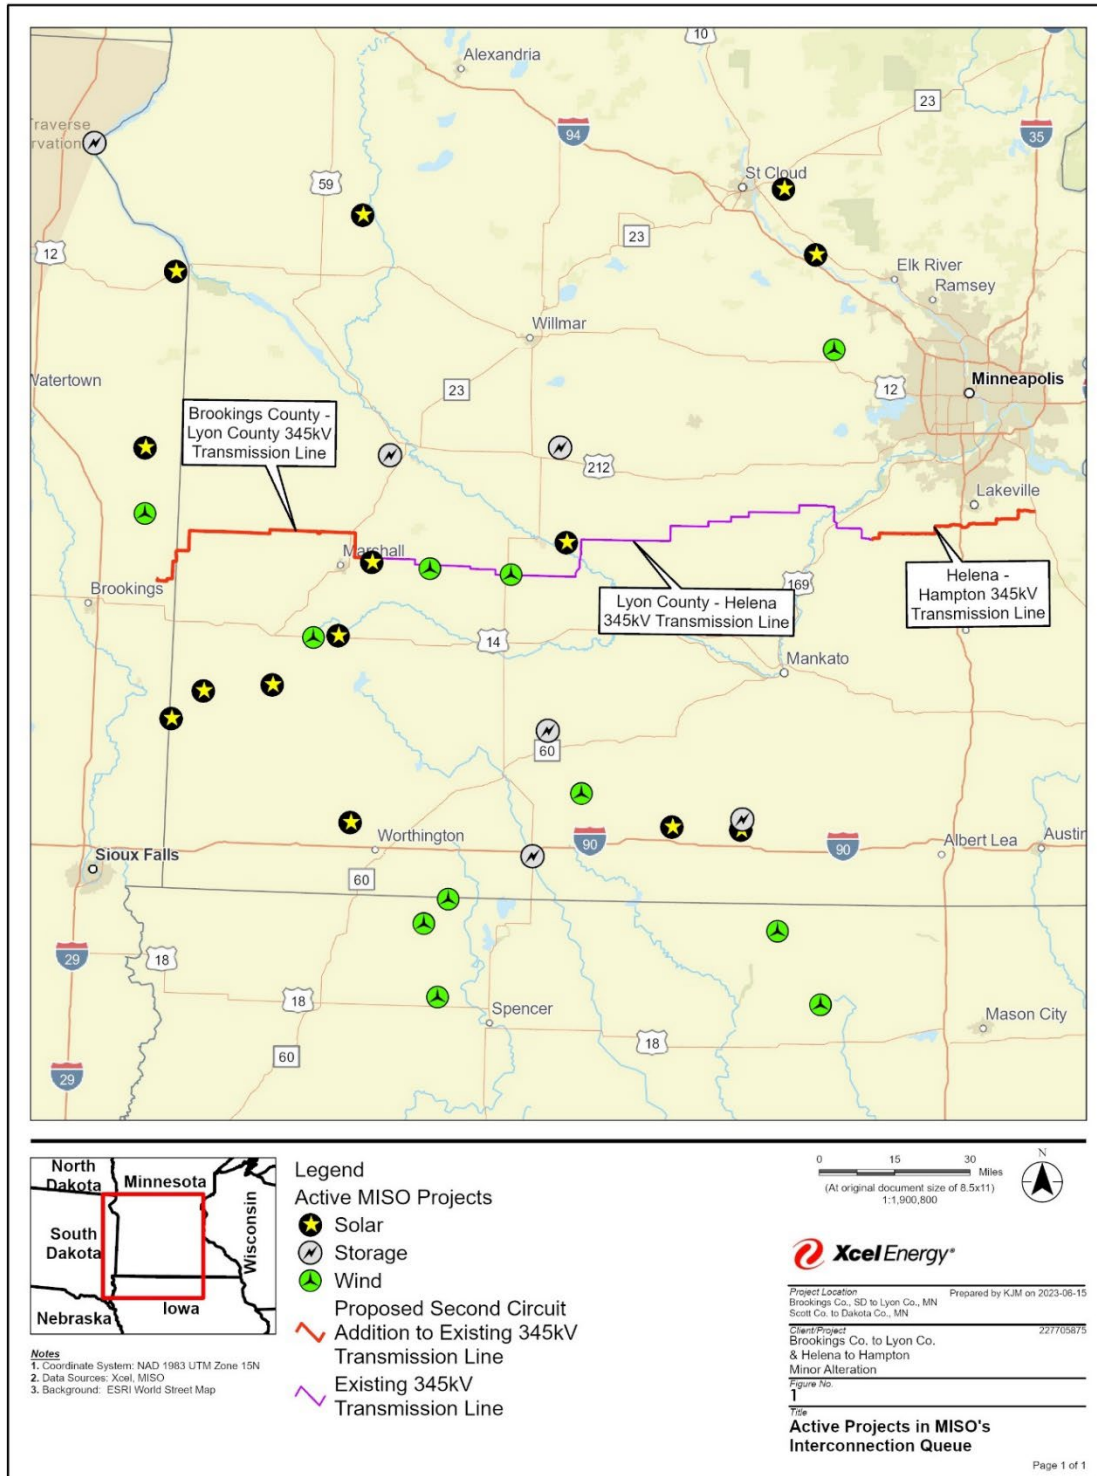 Alexandria
10
23
94
35
Traverse
rvation
59
St Cloud
23
12
Elk River
Ramsey
Willmar
Watertown
23
12
Minneapolis
Brookings County -
Lyon County 345kV
Transmission Line
212
Lakeville
Marshall
Brookings
169
Lyon County - Helena
345kV Transmission Line
Helena -
Hampton 345kV
Transmission Line
14
Mankato
60
Worthington
90
90
Albert Lea
Austin
Sioux Falls
60
29
18
18
Spencer
18
Mason City
60
29
North
Dakota
Minnesota
South
Dakota
Wisconsin
Nebraska
Iowa
Notes
1. Coordinate System: NAD 1983 UTM Zone 15N
2. Data Sources: Xcel, MISO
3. Background: ESRI World Street Map
Legend
Active MISO Projects
Solar
Storage
Wind
Proposed Second Circuit
Addition to Existing 345kV
Transmission Line
Existing 345kV
Transmission Line
0 15 30 Miles
(At original document size of 8.5x11)
1:1,900,800
N
Xcel Energy®
Project Location Prepared by KJM on 2023-06-15
Brookings Co., SD to Lyon Co., MN
Scott Co. to Dakota Co., MN
Client/Project 227705875
Brookings Co. to Lyon Co.
& Helena to Hampton
Minor Alteration
Figure No.
1
Title
Active Projects in MISO's
Interconnection Queue
Page 1 of 1